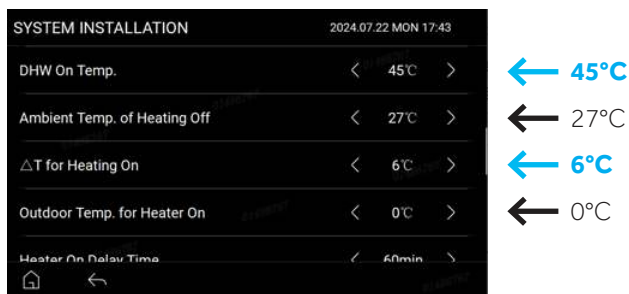 SYSTEM INSTALLATION 2024.07.22 MON 17:43
DHW On Temp. < 45℃ > 45°C
Ambient Temp. of Heating Off < 27℃ > 27°C
△T for Heating On < 6℃ > 6°C
Outdoor Temp. for Heater On < 0℃ > 0°C
Heater On Delay Time < 60min >